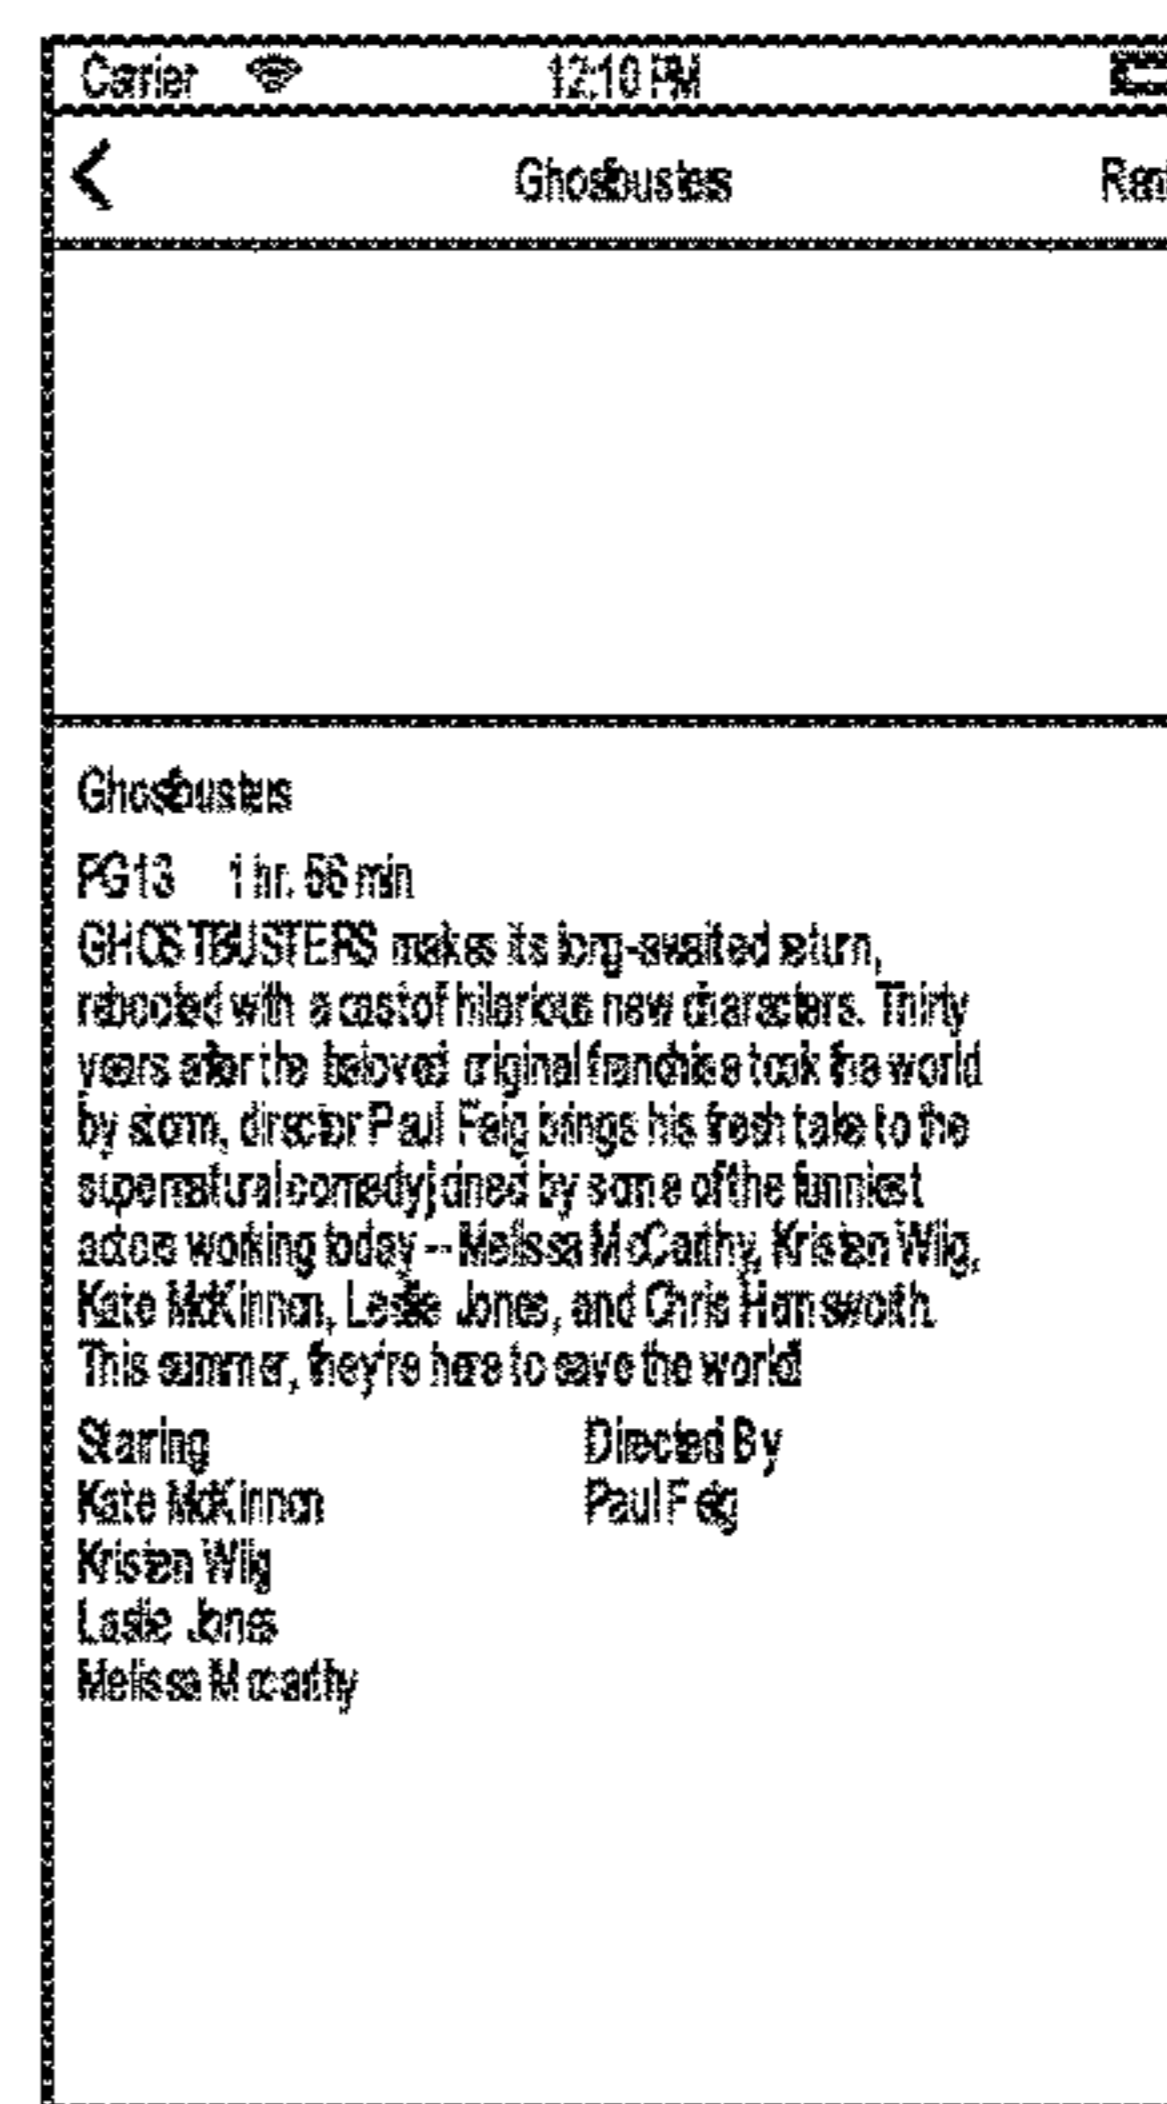 Carrier 12:10 PM
Ghostbusters Rent
Ghostbusters
PG13 1 hr. 56 min
GHOSTBUSTERS makes its long-awaited return,
rebooted with a cast of hilarious new characters. Thirty
years after the beloved original franchise took the world
by storm, director Paul Feig brings his fresh take to the
supernatural comedy, joined by some of the funniest
actors working today -- Melissa McCarthy, Kristen Wiig,
Kate McKinnon, Leslie Jones, and Chris Hemsworth.
This summer, they're here to save the world!
Starring Directed By
Kate McKinnon Paul Feig
Kristen Wiig
Leslie Jones
Melissa Mccarthy